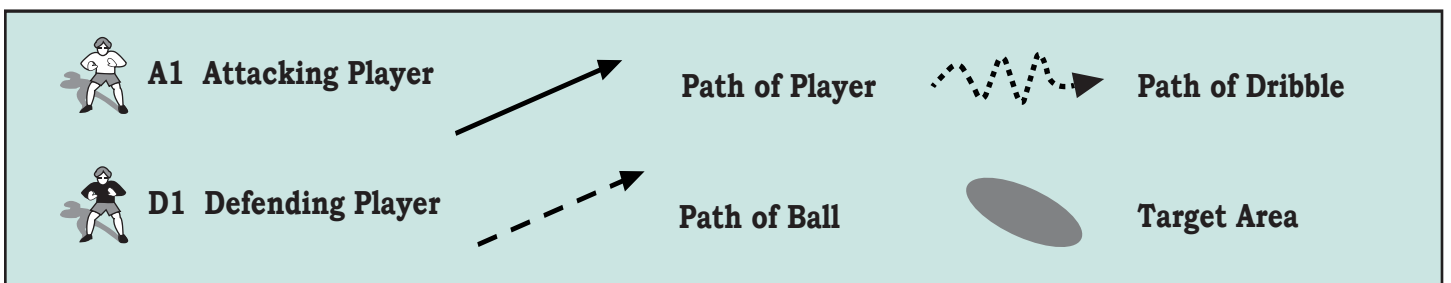 A1 Attacking Player
Path of Player
Path of Dribble
D1 Defending Player
Path of Ball
Target Area